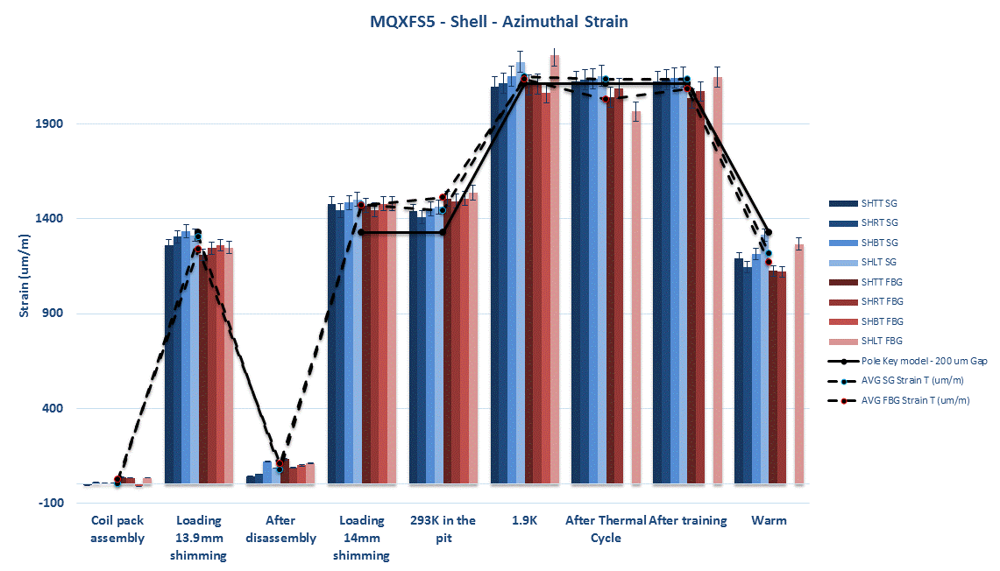 MQXFS5 - Shell - Azimuthal Strain
Strain (um/m)
1900
1400
900
400
-100
Coil pack
assembly
Loading
13.9mm
shimming
After
disassembly
Loading
14mm
shimming
293K in the
pit
1.9K
After Thermal
Cycle
After training
Warm
SHTT SG
SHRT SG
SHBT SG
SHLT SG
SHTT FBG
SHRT FBG
SHBT FBG
SHLT FBG
Pole Key model - 200 um Gap
AVG SG Strain T (um/m)
AVG FBG Strain T (um/m)